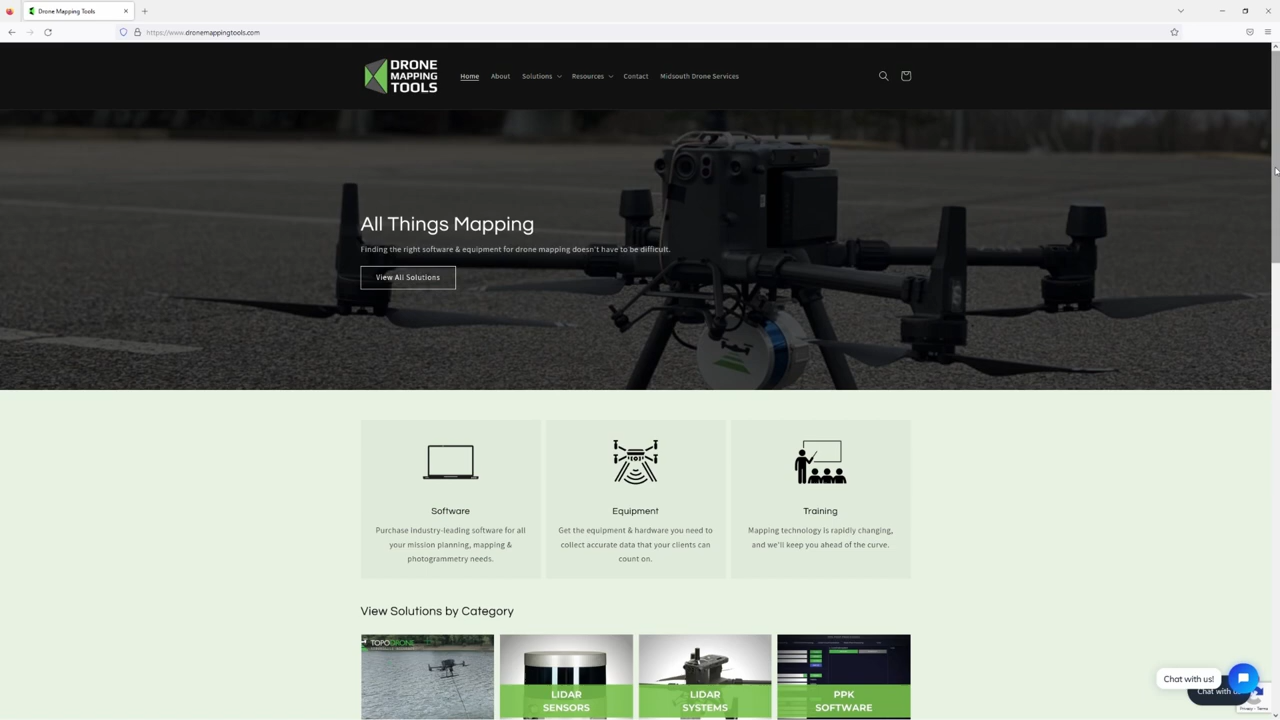 Drone Mapping Tools
https://www.dronemappingtools.com
DRONE
MAPPING
TOOLS
Home
About
Solutions
Resources
Contact
Midsouth Drone Services
All Things Mapping
Finding the right software & equipment for drone mapping doesn't have to be difficult.
View All Solutions
Software
Purchase industry-leading software for all
your mission planning, mapping &
photogrammetry needs.
Equipment
Get the equipment & hardware you need to
collect accurate data that your clients can
count on.
Training
Mapping technology is rapidly changing,
and we'll keep you ahead of the curve.
View Solutions by Category
TOPODRONE
LIDAR
SENSORS
LIDAR
SYSTEMS
PPK
SOFTWARE
Chat with us!
Chat with
Privacy - Terms